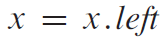 x = x.left